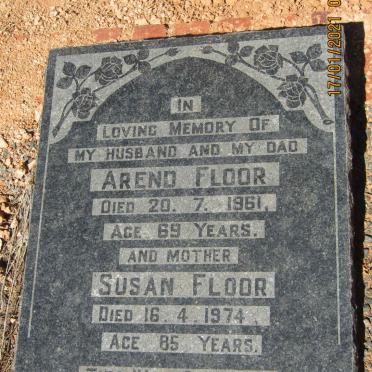 IN
LOVING MEMORY OF
MY HUSBAND AND MY DAD
AREND FLOOR
DIED 20. 7. 1961.
AGE 69 YEARS.
AND MOTHER
SUSAN FLOOR
DIED 16. 4. 1974
AGE 85 YEARS.
17/01/2021